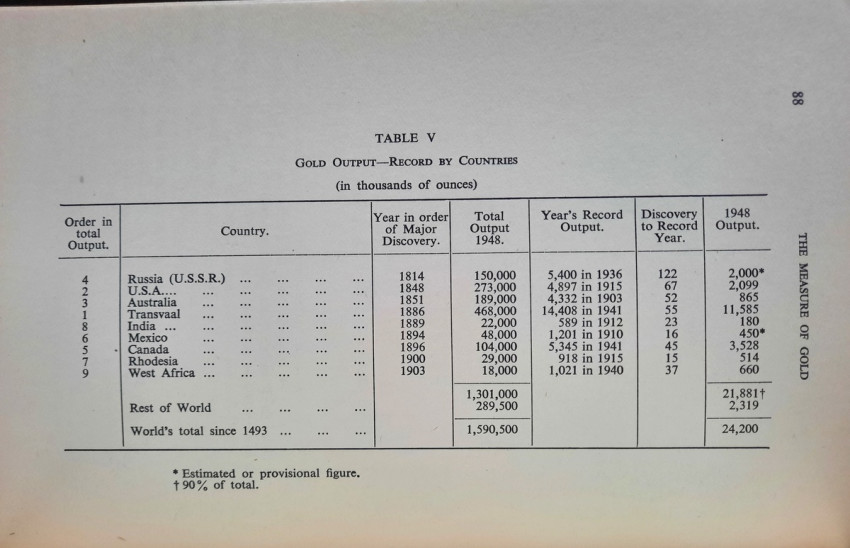 88
THE MEASURE OF GOLD
TABLE V
GOLD OUTPUT—RECORD BY COUNTRIES
(in thousands of ounces)
Order in total Output. Country. Year in order of Major Discovery. Total Output 1948. Year's Record Output. Discovery to Record Year. 1948 Output.
4 Russia (U.S.S.R.) ... ... ... ... 1814 150,000 5,400 in 1936 122 2,000*
2 U.S.A.... ... ... ... ... 1848 273,000 4,897 in 1915 67 2,099
3 Australia ... ... ... ... ... 1851 189,000 4,332 in 1903 52 865
1 Transvaal ... ... ... ... ... 1886 468,000 14,408 in 1941 55 11,585
8 India ... ... ... ... ... ... 1889 22,000 589 in 1912 23 180
6 Mexico ... ... ... ... ... 1894 48,000 1,201 in 1910 16 450*
5 Canada ... ... ... ... ... 1896 104,000 5,345 in 1941 45 3,528
7 Rhodesia ... ... ... ... ... 1900 29,000 918 in 1915 15 514
9 West Africa ... ... ... ... ... 1903 18,000 1,021 in 1940 37 660
1,301,000 21,881†
Rest of World ... ... ... ... 289,500 2,319
World's total since 1493 ... ... ... 1,590,500 24,200
* Estimated or provisional figure.
† 90% of total.